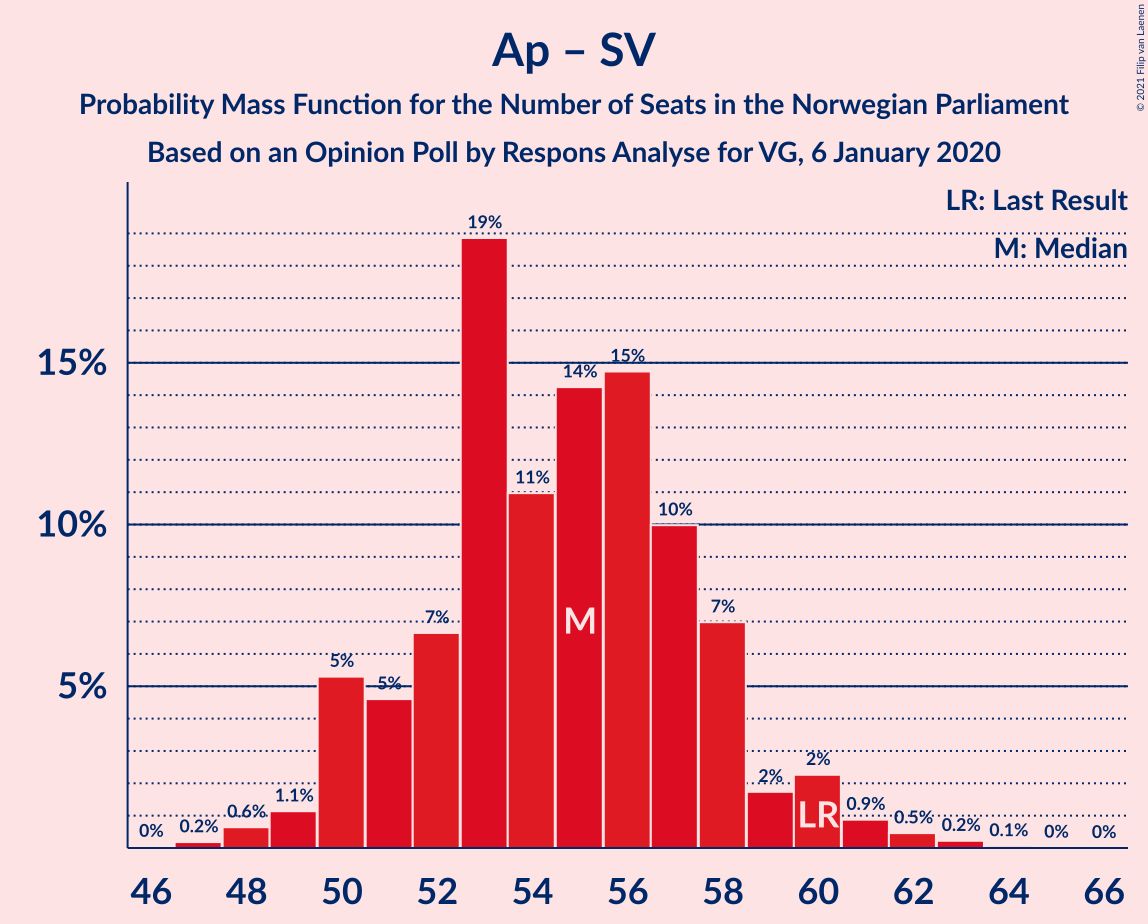 © 2021 Filip van Laenen
Ap – SV
Probability Mass Function for the Number of Seats in the Norwegian Parliament
Based on an Opinion Poll by Respons Analyse for VG, 6 January 2020
LR: Last Result
M: Median
15%
10%
5%
0%
0.2%
0.6%
1.1%
5%
5%
7%
19%
11%
14%
15%
10%
7%
2%
2%
0.9%
0.5%
0.2%
0.1%
0%
0%
M
LR
46 48 50 52 54 56 58 60 62 64 66